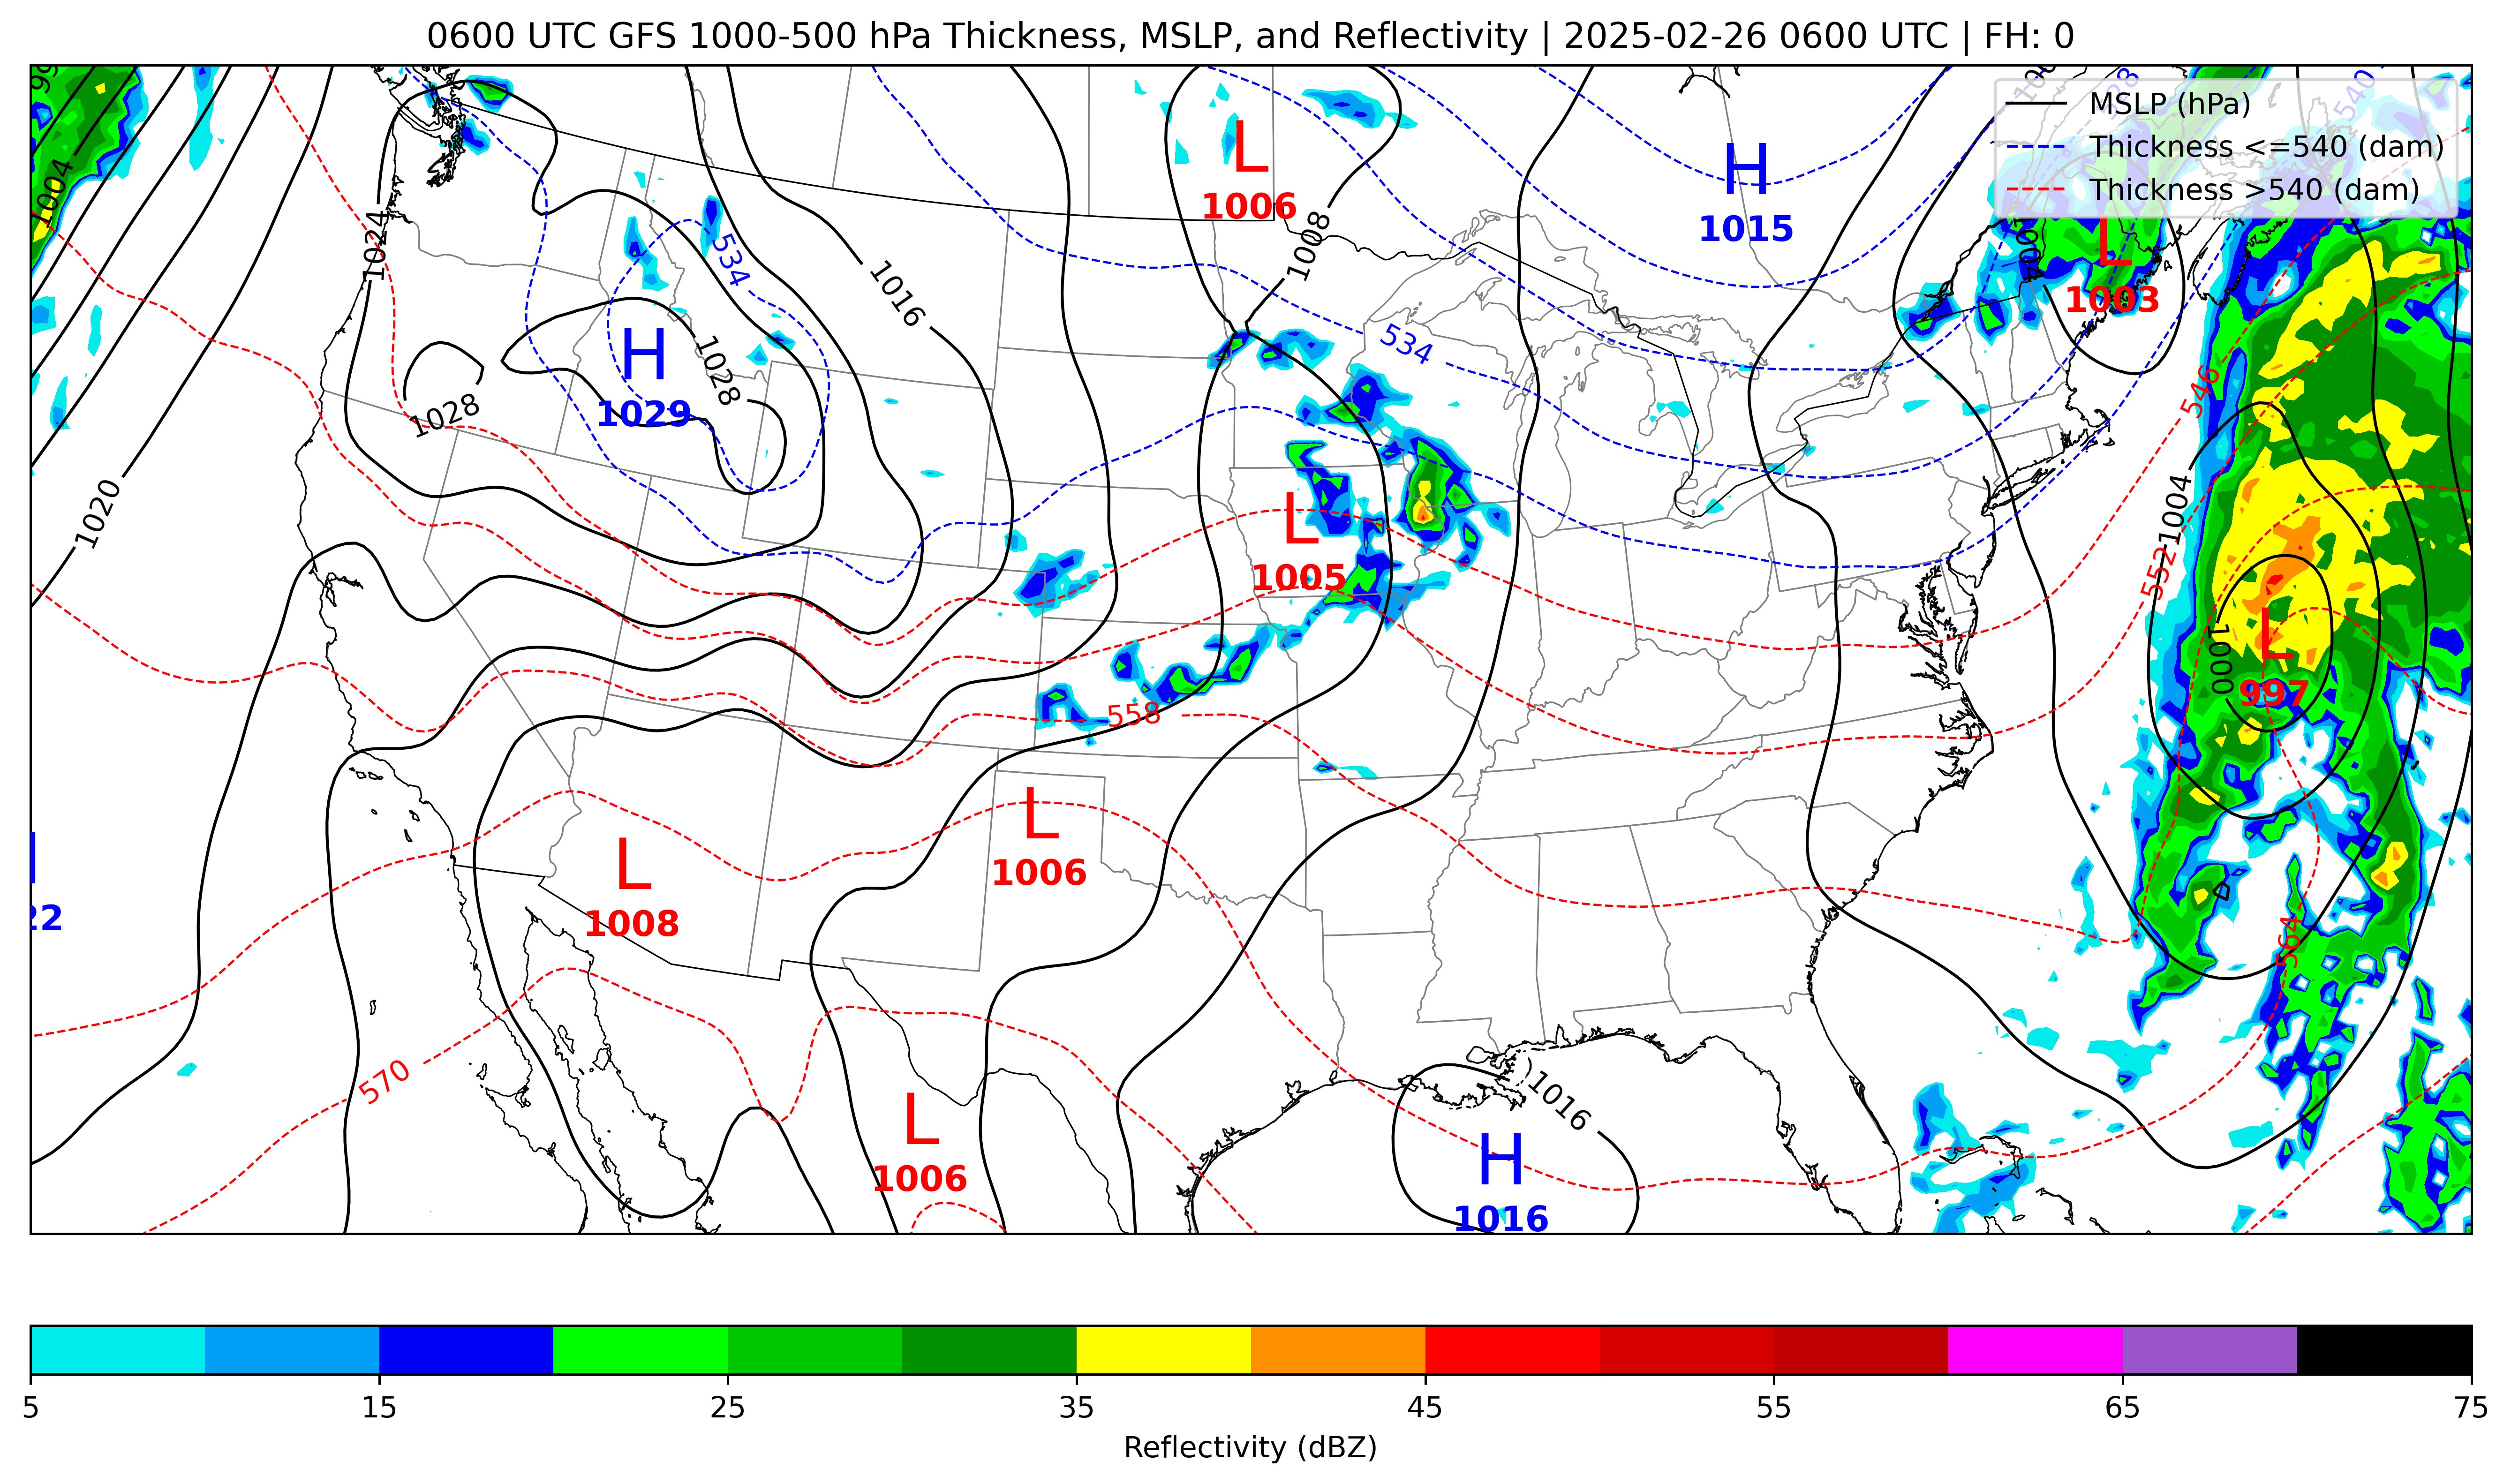 0600 UTC GFS 1000-500 hPa Thickness, MSLP, and Reflectivity | 2025-02-26 0600 UTC | FH: 0
MSLP (hPa)
Thickness <=540 (dam)
Thickness >540 (dam)
540
1004
L
1006
H
1015
1024
534
1016
1008
1004
L
1003
H
1029
1028
1028
534
546
1020
L
1005
1004
552
1000
L
997
558
L
1006
L
1008
22
564
570
L
1006
1016
H
1016
5
15
25
35
45
55
65
75
Reflectivity (dBZ)